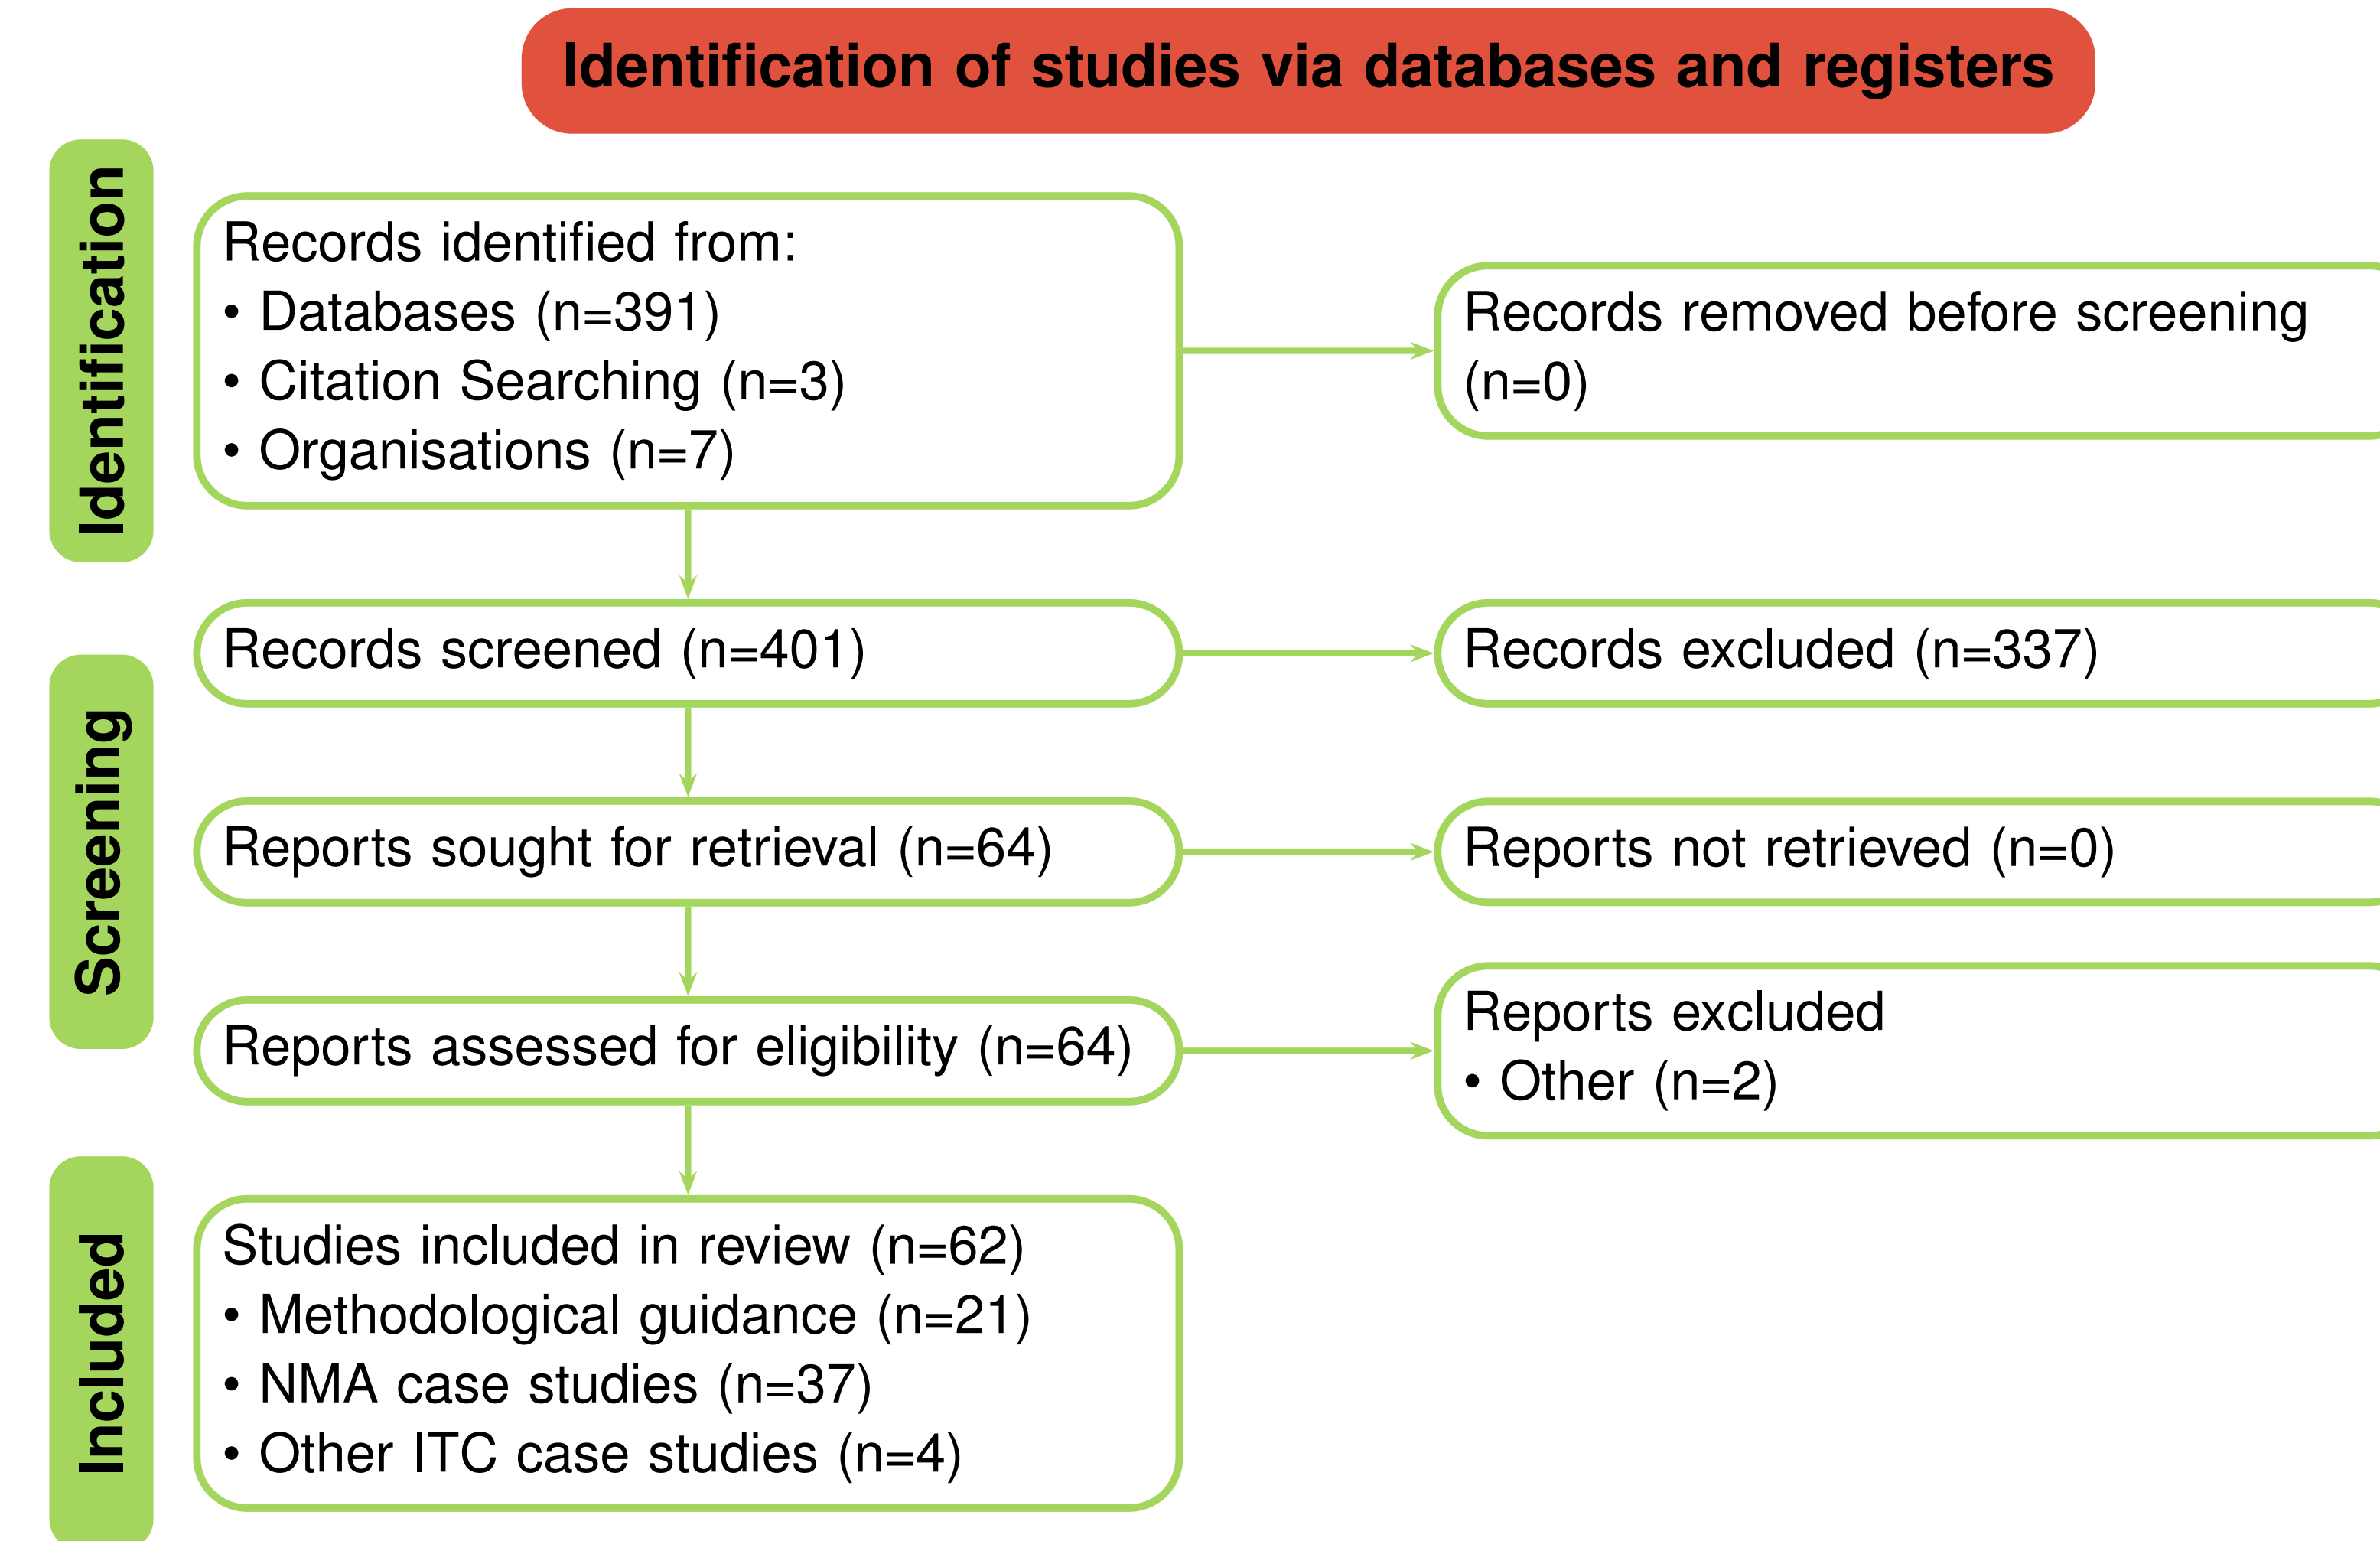 Identification of studies via databases and registers
Identification
Records identified from:
• Databases (n=391)
• Citation Searching (n=3)
• Organisations (n=7)
Records removed before screening
(n=0)
Screening
Records screened (n=401)
Records excluded (n=337)
Reports sought for retrieval (n=64)
Reports not retrieved (n=0)
Reports assessed for eligibility (n=64)
Reports excluded
• Other (n=2)
Included
Studies included in review (n=62)
• Methodological guidance (n=21)
• NMA case studies (n=37)
• Other ITC case studies (n=4)